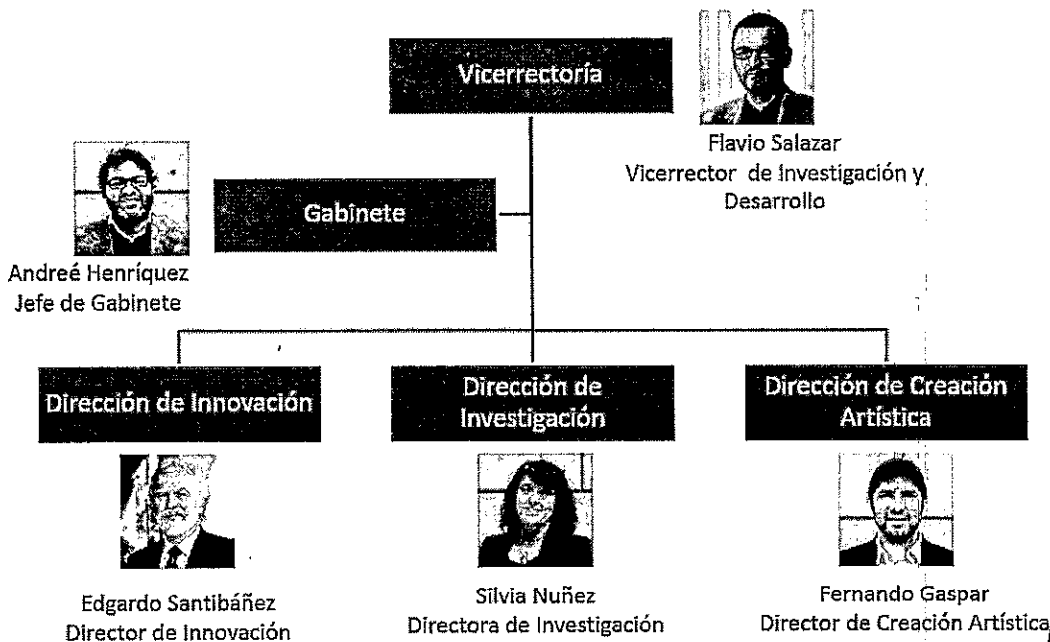 Vicerrectoría
Flavio Salazar
Vicerrector de Investigación y
Desarrollo
Gabinete
Andreé Henríquez
Jefe de Gabinete
Dirección de Innovación
Dirección de
Investigación
Dirección de Creación
Artística
Edgardo Santibáñez
Director de Innovación
Silvia Nuñez
Directora de Investigación
Fernando Gaspar
Director de Creación Artística